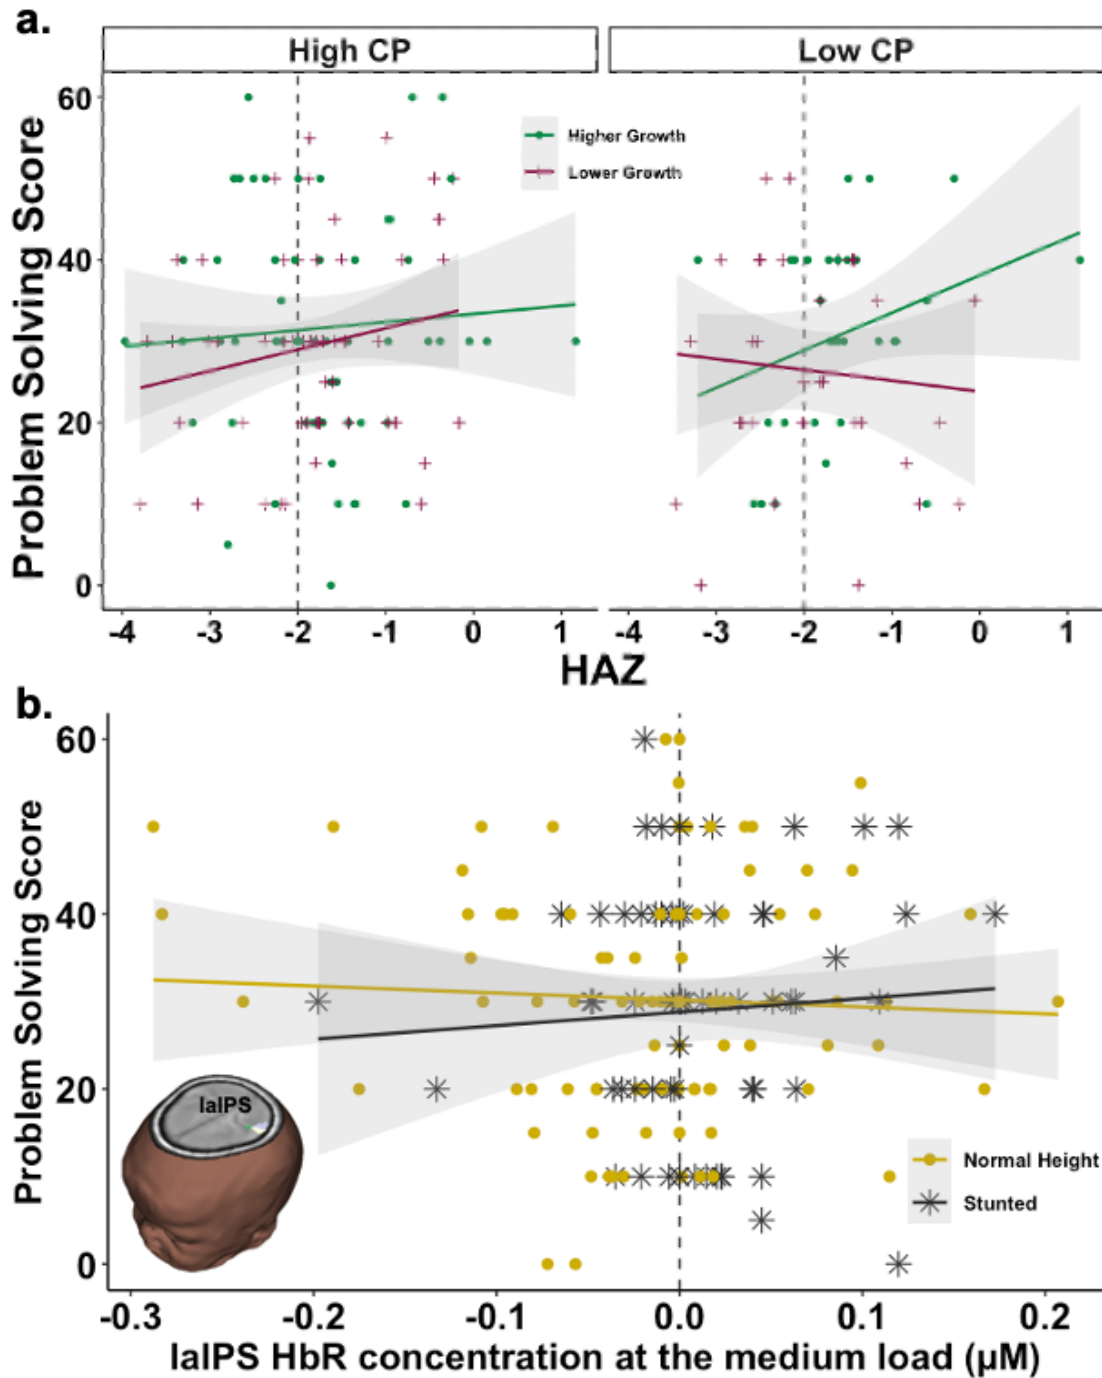 a.
High CP
Low CP
Problem Solving Score
60
40
20
0
Higher Growth
Lower Growth
-4 -3 -2 -1 0 1
-4 -3 -2 -1 0 1
HAZ
b.
Problem Solving Score
60
40
20
0
laIPS
Normal Height
Stunted
-0.3 -0.2 -0.1 0.0 0.1 0.2
laIPS HbR concentration at the medium load (μM)